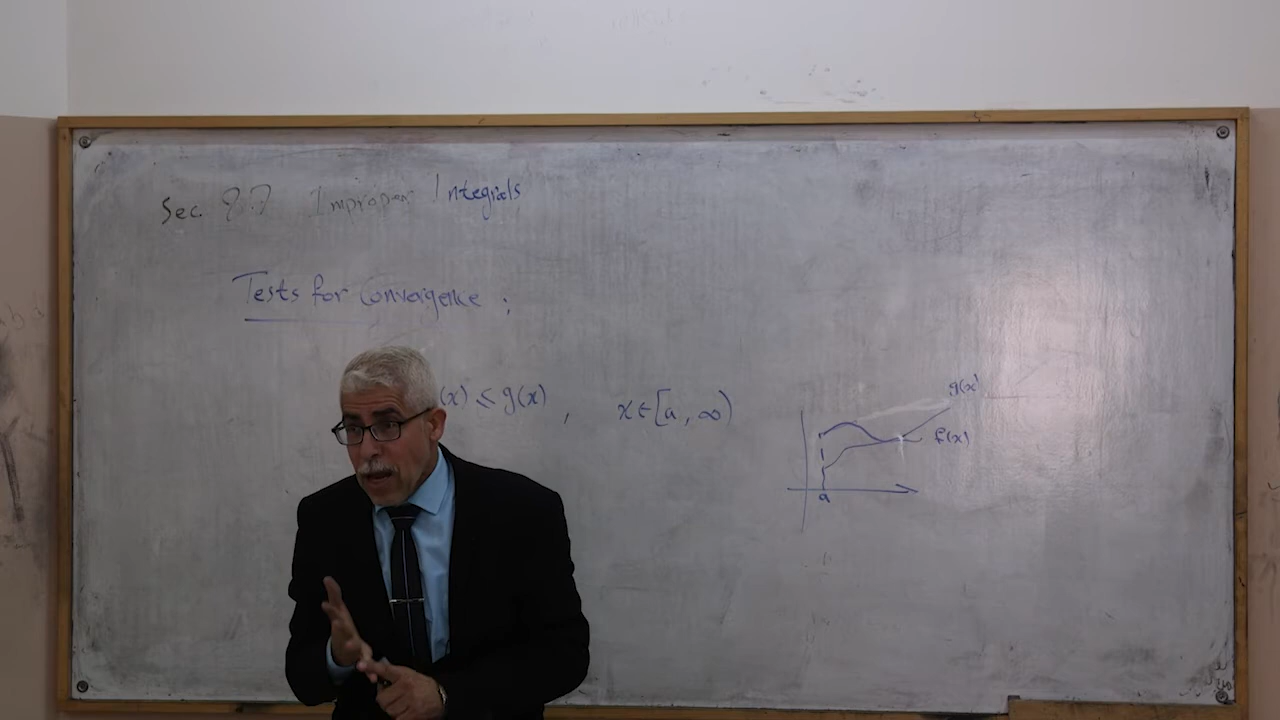 Sec. 8.7 Improper Integrals
Tests for Convergence :
(x) ≤ g(x) , x ∈ [a, ∞)
g(x)
f(x)
a